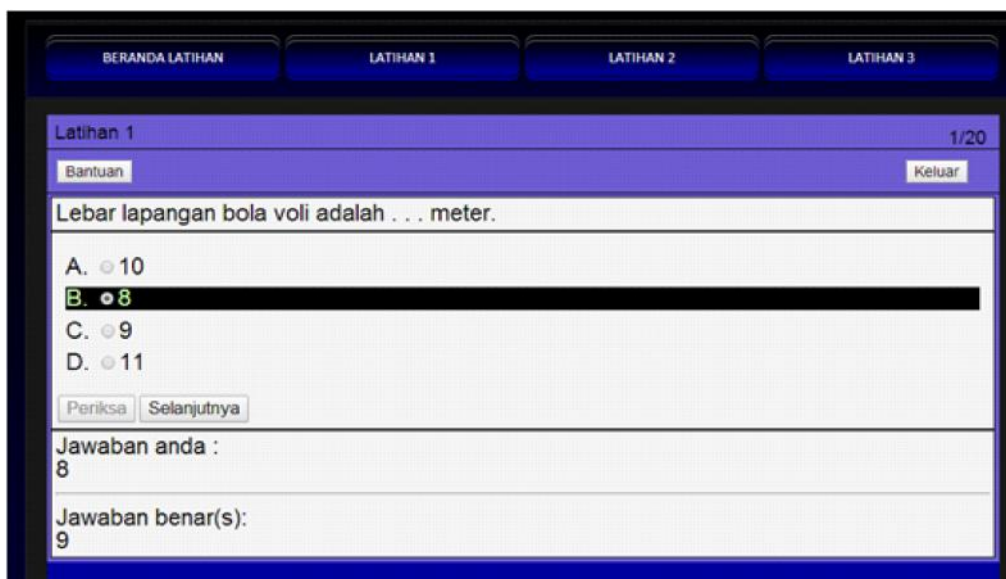 BERANDA LATIHAN LATIHAN 1 LATIHAN 2 LATIHAN 3
Latihan 1 1/20
Bantuan Keluar
Lebar lapangan bola voli adalah . . . meter.
A. 10
B. 8
C. 9
D. 11
Periksa Selanjutnya
Jawaban anda :
8
Jawaban benar(s):
9